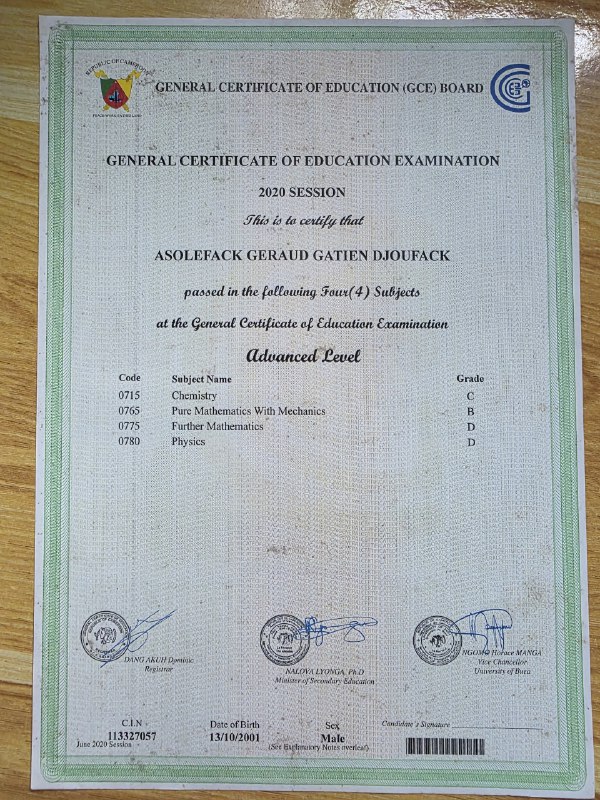 REPUBLIC OF CAMEROON
PEACE-WORK-FATHERLAND
GENERAL CERTIFICATE OF EDUCATION (GCE) BOARD
GENERAL CERTIFICATE OF EDUCATION EXAMINATION
2020 SESSION
This is to certify that
ASOLEFACK GERAUD GATIEN DJOUFACK
passed in the following Four(4) Subjects
at the General Certificate of Education Examination
Advanced Level
Code Subject Name Grade
0715 Chemistry C
0765 Pure Mathematics With Mechanics B
0775 Further Mathematics D
0780 Physics D
DANG AKUH Dominic
Registrar
NALOVA LYONGA, Ph.D
Minister of Secondary Education
NGOMO Horace MANGA
Vice Chancellor
University of Buea
C.I.N Date of Birth Sex Candidate's Signature
113327057 13/10/2001 Male
June 2020 Session (See Explanatory Notes overleaf)